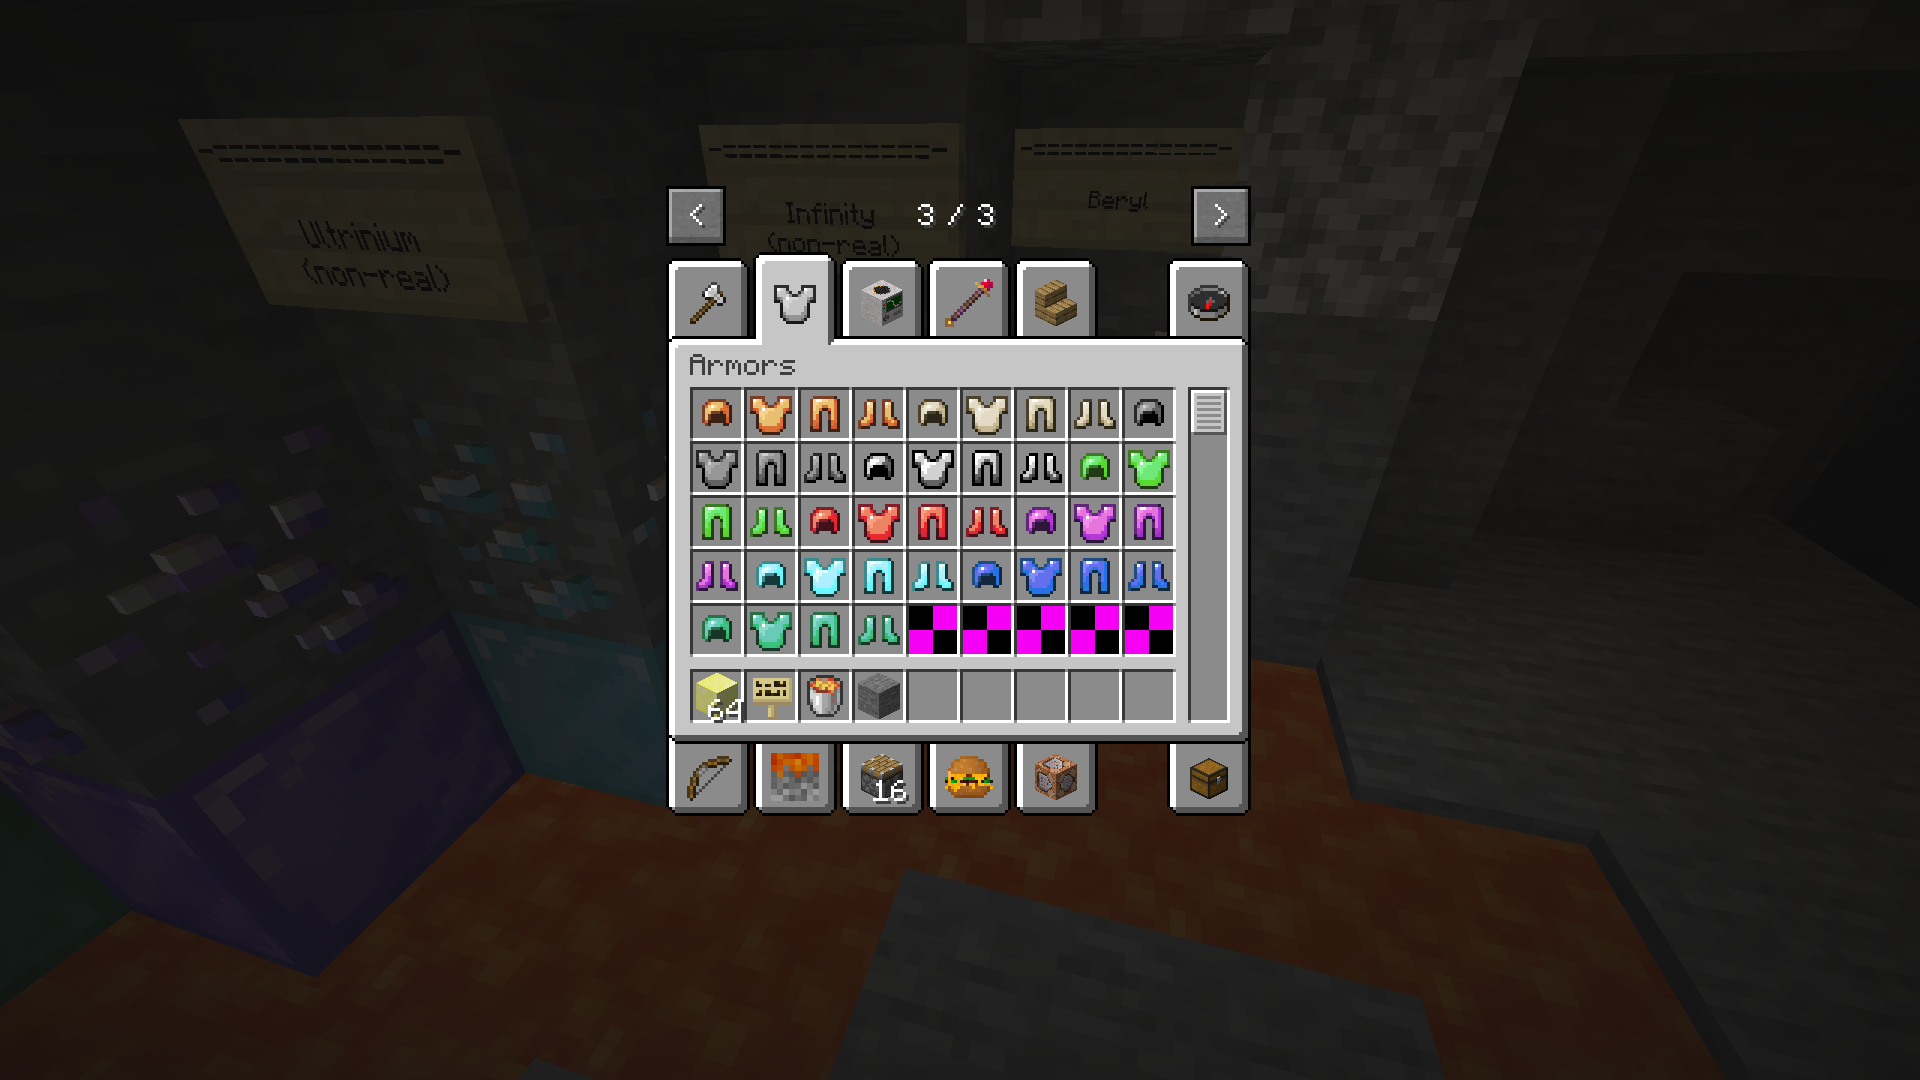 Ultrinium
(non-real)
Infinity
(non-real)
Beryl
< 3 / 3 >
Armors
64
16